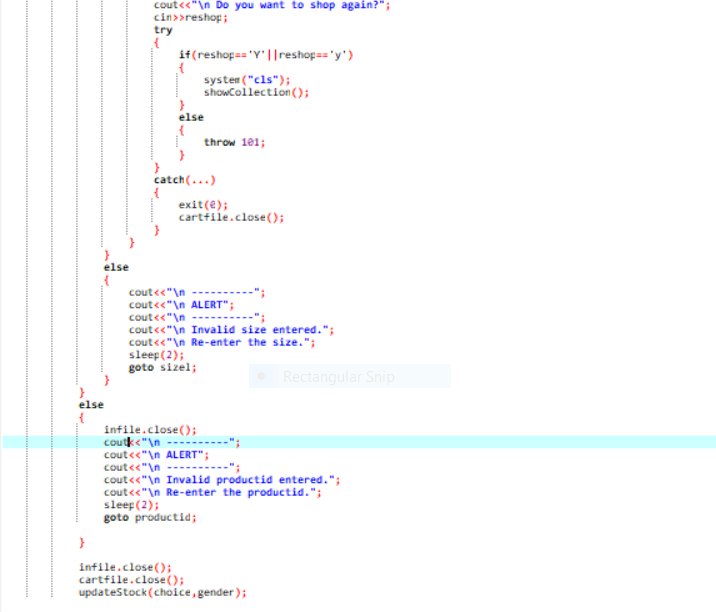 cout<<"\n Do you want to shop again?";
cin>>reshop;
try
{
if(reshop=='Y'||reshop=='y')
{
system("cls");
showCollection();
}
else
{
throw 101;
}
}
catch(...)
{
exit(0);
cartfile.close();
}
}
}
else
{
cout<<"\n ----------";
cout<<"\n ALERT";
cout<<"\n ----------";
cout<<"\n Invalid size entered.";
cout<<"\n Re-enter the size.";
sleep(2);
goto size1;
Rectangular Snip
}
}
else
{
infile.close();
cout<<"\n ----------";
cout<<"\n ALERT";
cout<<"\n ----------";
cout<<"\n Invalid productid entered.";
cout<<"\n Re-enter the productid.";
sleep(2);
goto productid;
}
infile.close();
cartfile.close();
updateStock(choice,gender);